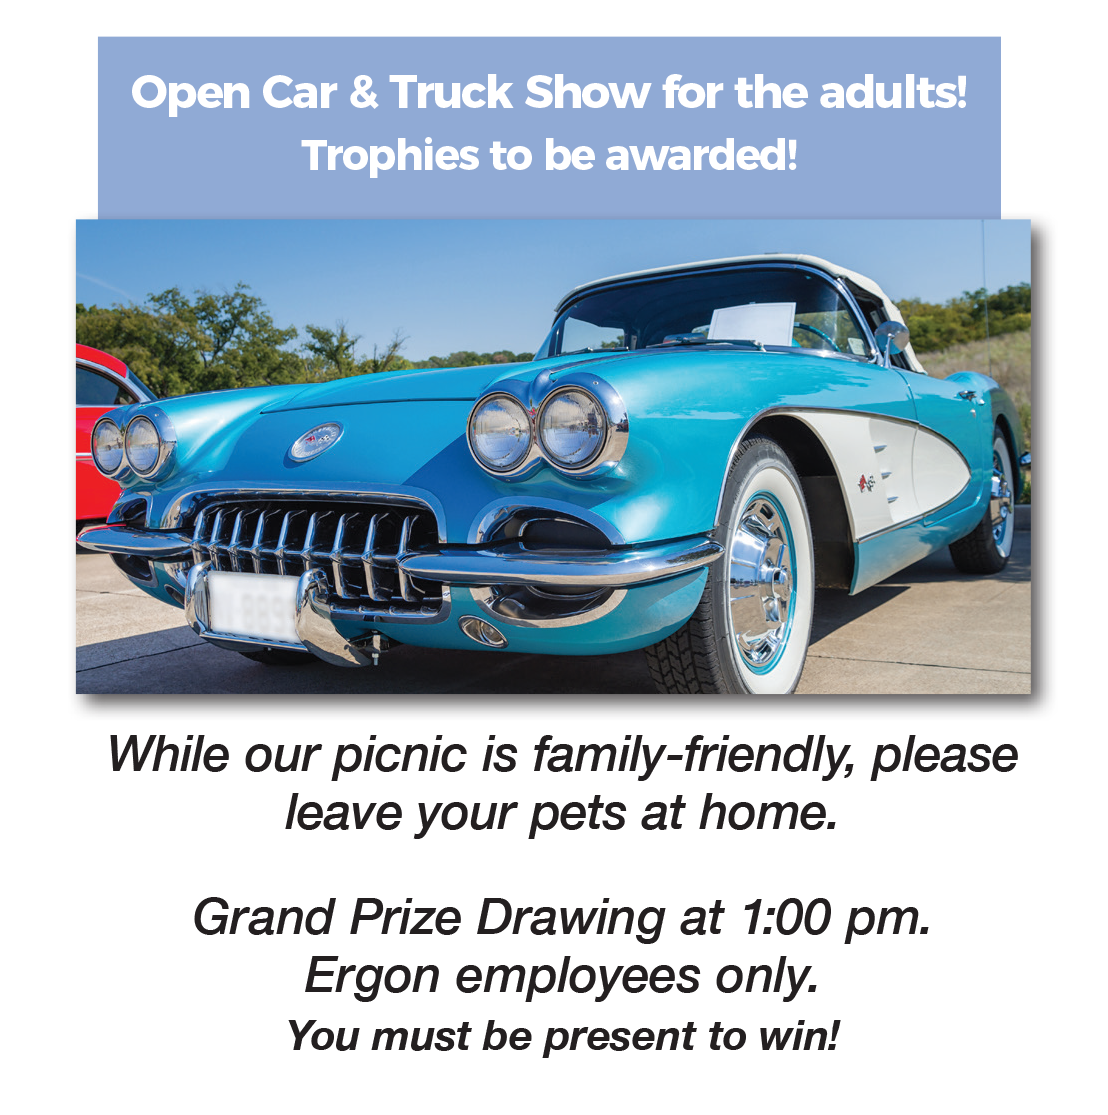 Open Car & Truck Show for the adults!
Trophies to be awarded!
While our picnic is family-friendly, please
leave your pets at home.
Grand Prize Drawing at 1:00 pm.
Ergon employees only.
You must be present to win!